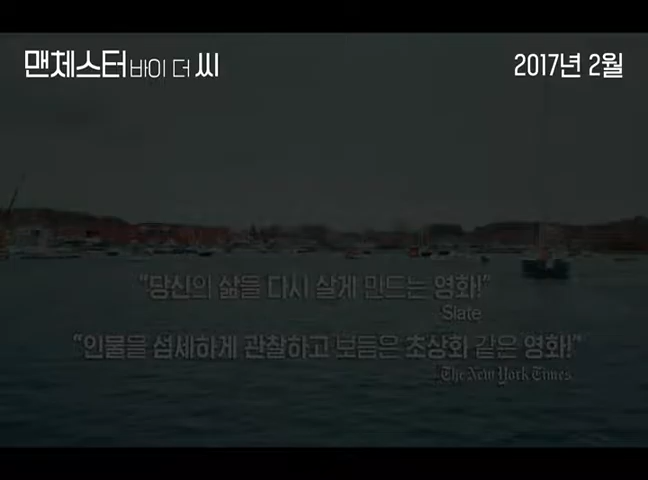 맨체스터 바이 더 씨
2017년 2월
"당신의 삶을 다시 살게 만드는 영화!"
Slate
"인물을 섬세하게 관찰하고 보듬은 초상화 같은 영화!"
The New York Times